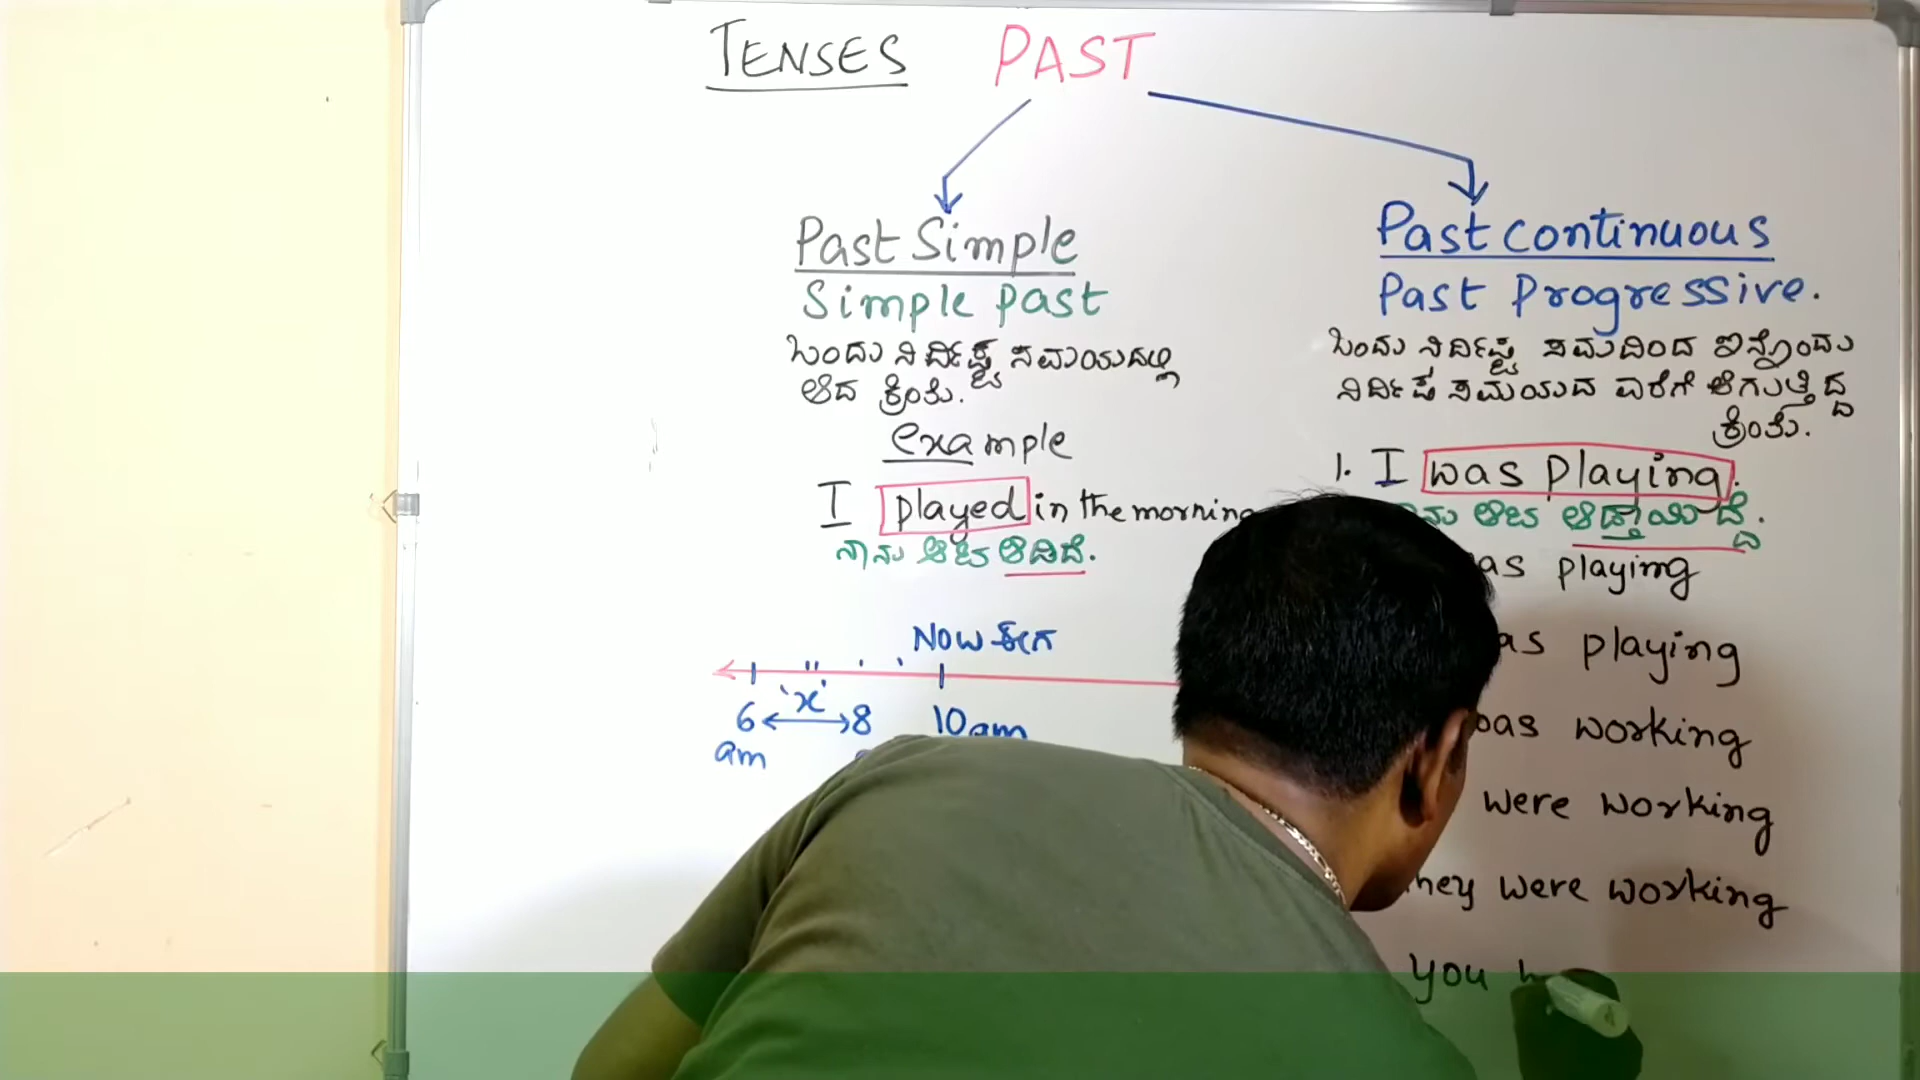 TENSES PAST
Past Simple
Simple past
ಒಂದು ನಿರ್ದಿಷ್ಟ ಸಮಯದಲ್ಲಿ
ಆದ ಕ್ರಿಂತು.
example
I played in the morning
ನಾನು ಆಟ ಆಡಿದೆ.
Now ಈಗ
x
6 8 10am
am
Past continuous
Past Progressive.
ಒಂದು ನಿರ್ದಿಷ್ಟ ಸಮದಿಂದ ಇನ್ನೊಂದು
ನಿರ್ದಿಷ್ಟ ಸಮಯದ ವರೆಗೆ ಆಗುತ್ತಿದ್ದ
ಕ್ರಿಂತು.
1. I was playing.
ನು ಆಟ ಆಡ್ತಾಯಿದ್ದೆ.
as playing
as playing
was working
were working
hey were working
you